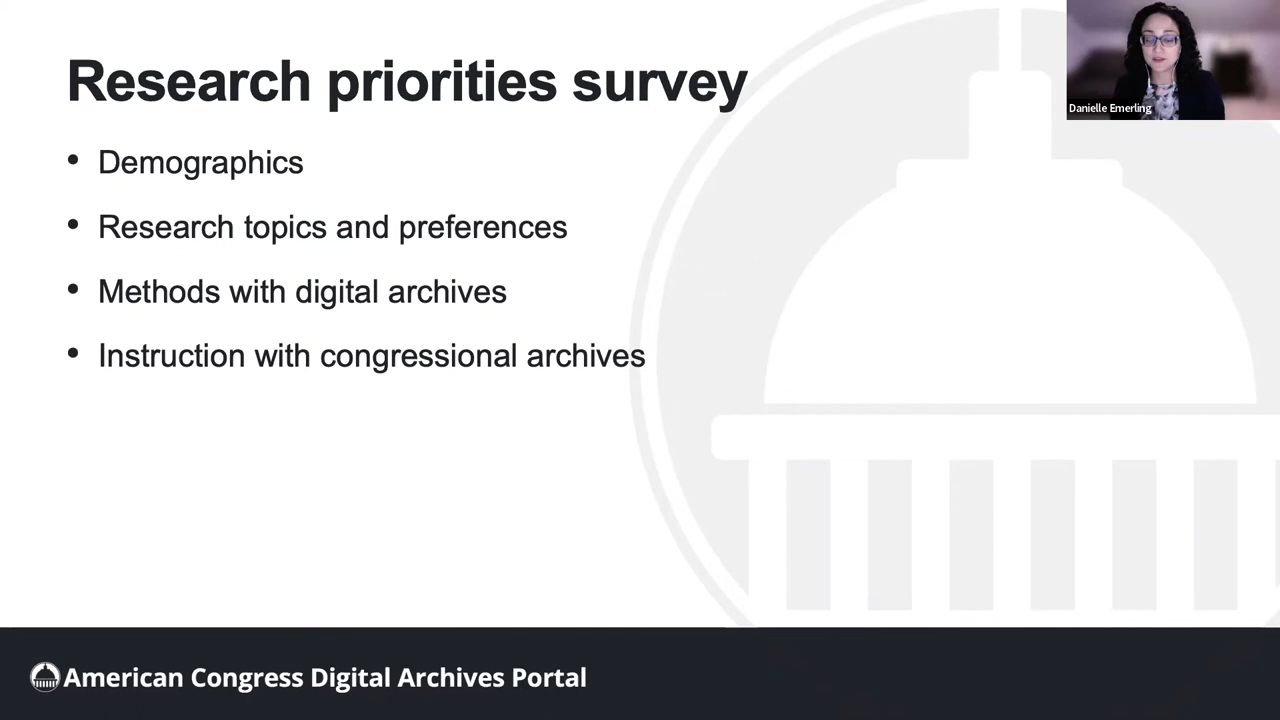 Research priorities survey
Danielle Emerling
• Demographics
• Research topics and preferences
• Methods with digital archives
• Instruction with congressional archives
American Congress Digital Archives Portal